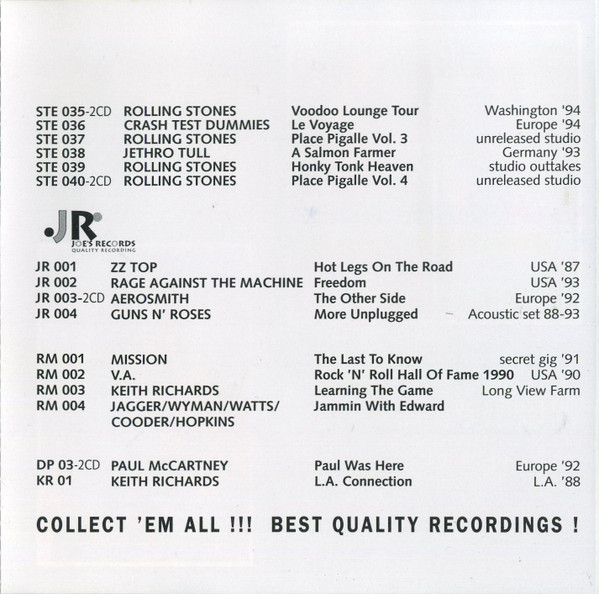 STE 035-2CD ROLLING STONES Voodoo Lounge Tour Washington '94
STE 036 CRASH TEST DUMMIES Le Voyage Europe '94
STE 037 ROLLING STONES Place Pigalle Vol. 3 unreleased studio
STE 038 JETHRO TULL A Salmon Farmer Germany '93
STE 039 ROLLING STONES Honky Tonk Heaven studio outtakes
STE 040-2CD ROLLING STONES Place Pigalle Vol. 4 unreleased studio
JR
JOE'S RECORDS
QUALITY RECORDING
JR 001 ZZ TOP Hot Legs On The Road USA '87
JR 002 RAGE AGAINST THE MACHINE Freedom USA '93
JR 003-2CD AEROSMITH The Other Side Europe '92
JR 004 GUNS N' ROSES More Unplugged Acoustic set 88-93
RM 001 MISSION The Last To Know secret gig '91
RM 002 V.A. Rock 'N' Roll Hall Of Fame 1990 USA '90
RM 003 KEITH RICHARDS Learning The Game Long View Farm
RM 004 JAGGER/WYMAN/WATTS/ Jammin With Edward
COODER/HOPKINS
DP 03-2CD PAUL McCARTNEY Paul Was Here Europe '92
KR 01 KEITH RICHARDS L.A. Connection L.A. '88
COLLECT 'EM ALL !!! BEST QUALITY RECORDINGS !